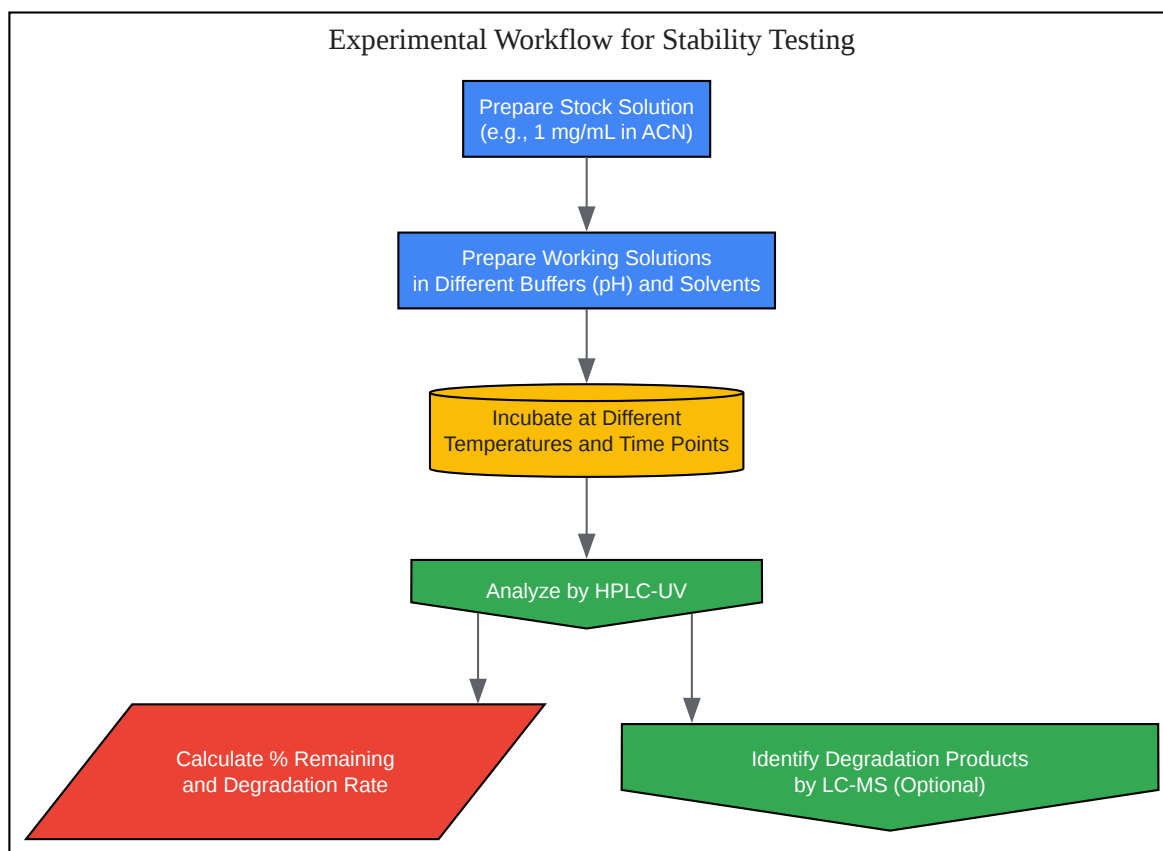 Experimental Workflow for Stability Testing
Prepare Stock Solution
(e.g., 1 mg/mL in ACN)
Prepare Working Solutions
in Different Buffers (pH) and Solvents
Incubate at Different
Temperatures and Time Points
Analyze by HPLC-UV
Calculate % Remaining
and Degradation Rate
Identify Degradation Products
by LC-MS (Optional)